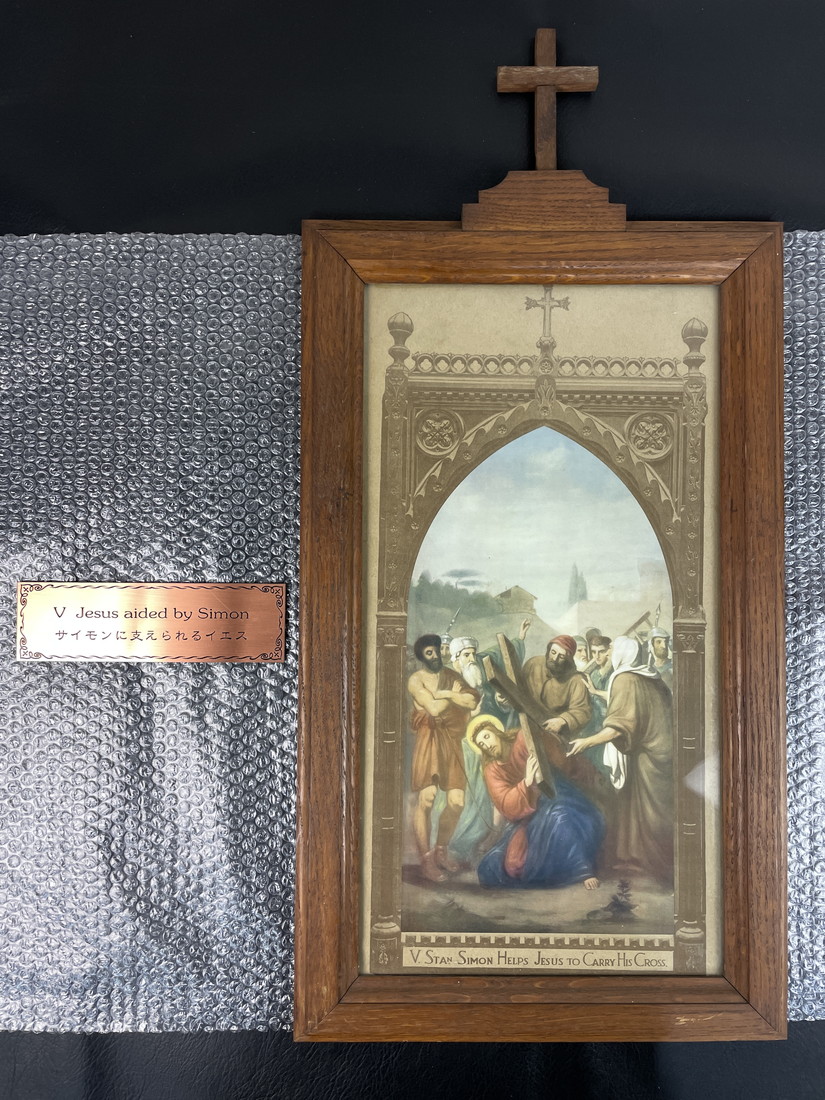 V Jesus aided by Simon
サイモンに支えられるイエス
V. STAN. SIMON HELPS JESUS TO CARRY HIS CROSS.